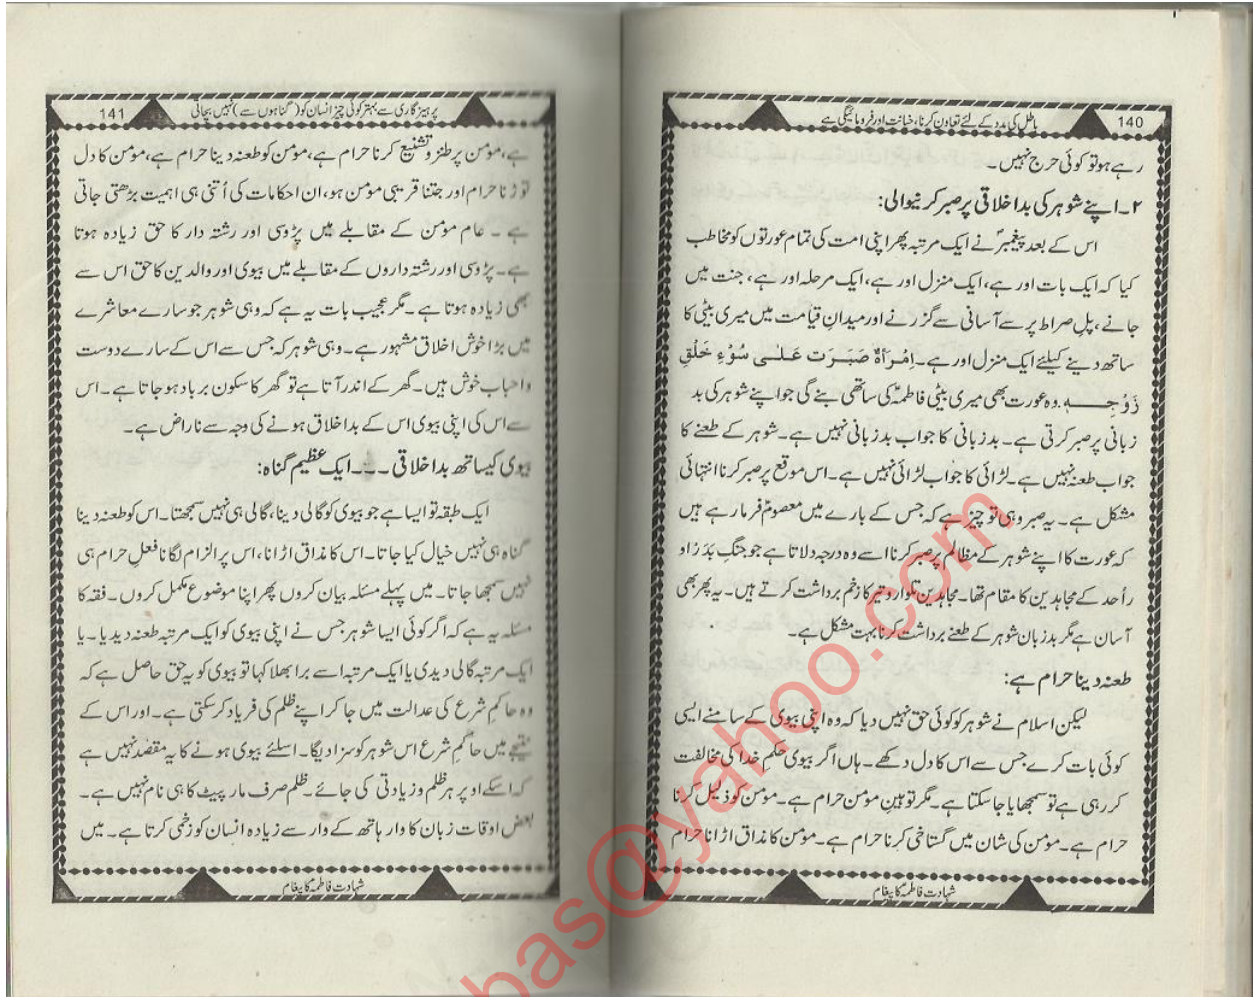 باطل کی مدد کے لئے تعاون کرنا، خیانت اور فرومائیگی ہے
140
رہے ہو تو کوئی حرج نہیں۔
۲۔ اپنے شوہر کی بداخلاقی پر صبر کرنیوالی:
اس کے بعد پیغمبرؐ نے ایک مرتبہ پھر اپنی امت کی تمام عورتوں کو مخاطب
کیا کہ ایک بات اور ہے، ایک منزل اور ہے، ایک مرحلہ اور ہے، جنت میں
جانے، پلِ صراط پر سے آسانی سے گزرنے اور میدانِ قیامت میں میری بیٹی کا
ساتھ دینے کیلئے ایک منزل اور ہے۔ اِمْرَأةٌ صَبَرَت عَلٰی سُوْءِ خَلْقِ
زَوْجِہٖ. وہ عورت بھی میری بیٹی فاطمہؑ کی ساتھی بنے گی جو اپنے شوہر کی بد
زبانی پر صبر کرتی ہے۔ بدزبانی کا جواب بدزبانی نہیں ہے۔ شوہر کے طعنے کا
جواب طعنہ نہیں ہے۔ لڑائی کا جواب لڑائی نہیں ہے۔ اس موقع پر صبر کرنا انتہائی
مشکل ہے۔ یہ صبر وہی تو چیز ہے کہ جس کے بارے میں معصومؑ فرما رہے ہیں
کہ عورت کا اپنے شوہر کے مظالم پر صبر کرنا اسے وہ درجہ دلاتا ہے جو جنگِ بَدَرْ او
رأحد کے مجاہدین کا مقام تھا۔ مجاہدین تلوار و تیر کا زخم برداشت کرتے ہیں۔ یہ پھر بھی
آسان ہے مگر بدزبان شوہر کے طعنے برداشت کرنا بہت مشکل ہے۔
طعنہ دینا حرام ہے:
لیکن اسلام نے شوہر کو کوئی حق نہیں دیا کہ وہ اپنی بیوی کے سامنے ایسی
کوئی بات کرے جس سے اس کا دل دکھے۔ ہاں اگر بیوی حکمِ خدا کی مخالفت
کر رہی ہے تو سمجھایا جا سکتا ہے۔ مگر توہینِ مومن حرام ہے۔ مومن کو ذلیل کرنا
حرام ہے۔ مومن کی شان میں گستاخی کرنا حرام ہے۔ مومن کا مذاق اڑانا حرام
شہادت فاطمہؑ کا پیغام
پرہیزگاری سے بہتر کوئی چیز انسان کو (گناہوں سے) نہیں بچاتی
141
ہے، مومن پر طنز و تشنیع کرنا حرام ہے، مومن کو طعنہ دینا حرام ہے، مومن کا دل
توڑنا حرام اور جتنا قریبی مومن ہو، ان احکامات کی اُتنی ہی اہمیت بڑھتی جاتی
ہے ۔ عام مومن کے مقابلے میں پڑوسی اور رشتہ دار کا حق زیادہ ہوتا
ہے۔ پڑوسی اور رشتہ داروں کے مقابلے میں بیوی اور والدین کا حق اس سے
بھی زیادہ ہوتا ہے۔ مگر عجیب بات یہ ہے کہ وہی شوہر جو سارے معاشرے
میں بڑا خوش اخلاق مشہور ہے۔ وہی شوہر کہ جس سے اس کے سارے دوست
واحباب خوش ہیں۔ گھر کے اندر آتا ہے تو گھر کا سکون برباد ہو جاتا ہے۔ اس
سے اس کی اپنی بیوی اس کے بداخلاق ہونے کی وجہ سے ناراض ہے۔
بیوی کیساتھ بداخلاقی ۔۔۔ ایک عظیم گناہ:
ایک طبقہ تو ایسا ہے جو بیوی کو گالی دینا، گالی ہی نہیں سمجھتا۔ اس کو طعنہ دینا
گناہ ہی نہیں خیال کیا جاتا۔ اس کا مذاق اڑانا، اس پر الزام لگانا فعلِ حرام ہی
نہیں سمجھا جاتا۔ میں پہلے مسئلہ بیان کروں پھر اپنا موضوع مکمل کروں۔ فقہ کا
مسئلہ یہ ہے کہ اگر کوئی ایسا شوہر جس نے اپنی بیوی کو ایک مرتبہ طعنہ دیدیا۔ یا
ایک مرتبہ گالی دیدی یا ایک مرتبہ اسے برا بھلا کہا تو بیوی کو یہ حق حاصل ہے کہ
وہ حاکمِ شرع کی عدالت میں جا کر اپنے ظلم کی فریاد کر سکتی ہے۔ اور اس کے
نتیجے میں حاکمِ شرع اس شوہر کو سزا دیگا۔ اسلئے بیوی ہونے کا یہ مقصد نہیں ہے
کہ اسکے اوپر ہر ظلم و زیادتی کی جائے۔ ظلم صرف مار پیٹ کا ہی نام نہیں ہے۔
بعض اوقات زبان کا وار ہاتھ کے وار سے زیادہ انسان کو زخمی کرتا ہے۔ میں
شہادت فاطمہؑ کا پیغام
bas@yahoo.com